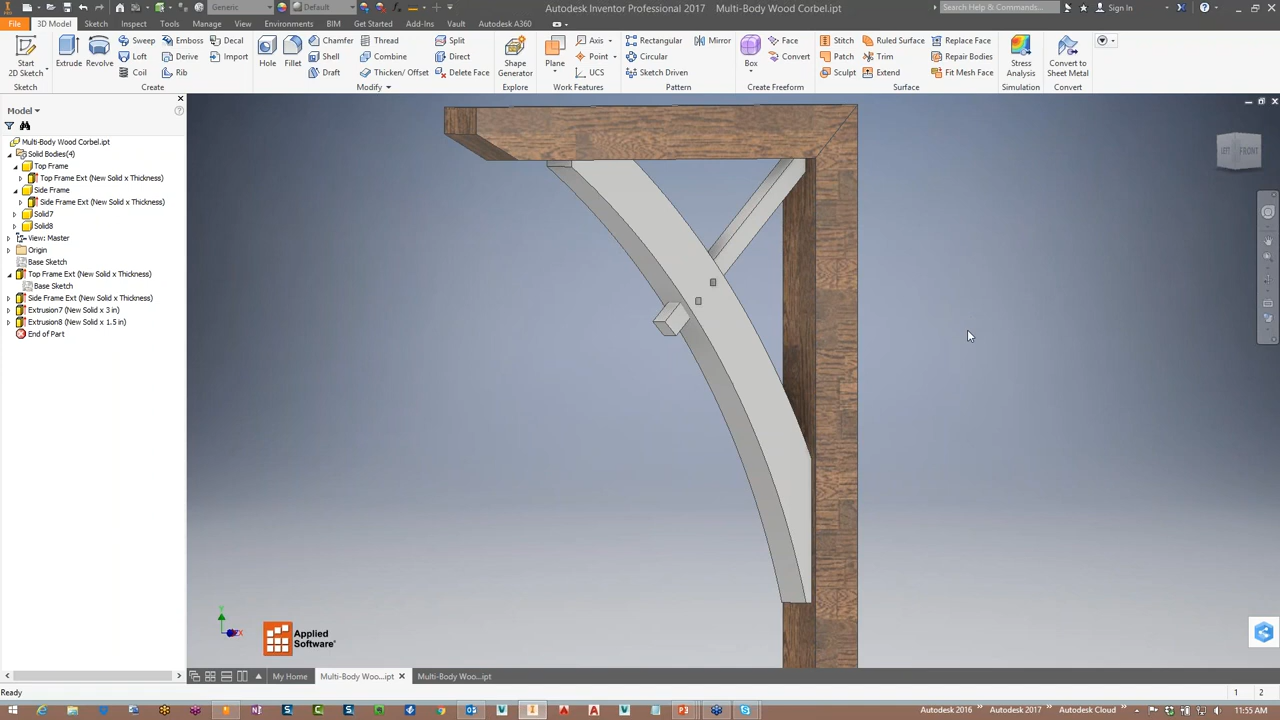 Generic
Default
Autodesk Inventor Professional 2017 - Multi-Body Wood Corbel.ipt
Search Help & Commands...
Sign In
File 3D Model Sketch Inspect Tools Manage View Environments BIM Get Started Add-Ins Vault Autodesk A360
Start 2D Sketch
Sketch
Extrude
Revolve
Sweep
Loft
Coil
Emboss
Derive
Rib
Decal
Import
Create
Hole
Fillet
Chamfer
Shell
Draft
Thread
Combine
Thicken/ Offset
Split
Direct
Delete Face
Modify
Shape Generator
Explore
Plane
Axis
Point
UCS
Work Features
Rectangular
Circular
Sketch Driven
Mirror
Pattern
Box
Face
Convert
Create Freeform
Stitch
Patch
Sculpt
Ruled Surface
Trim
Extend
Replace Face
Repair Bodies
Fit Mesh Face
Surface
Stress Analysis
Simulation
Convert to Sheet Metal
Convert
Model
Multi-Body Wood Corbel.ipt
Solid Bodies(4)
Top Frame
Top Frame Ext (New Solid x Thickness)
Side Frame
Side Frame Ext (New Solid x Thickness)
Solid7
Solid8
View: Master
Origin
Base Sketch
Top Frame Ext (New Solid x Thickness)
Base Sketch
Side Frame Ext (New Solid x Thickness)
Extrusion7 (New Solid x 3 in)
Extrusion8 (New Solid x 1.5 in)
End of Part
LEFT FRONT
Applied Software
My Home
Multi-Body Woo...ipt
Multi-Body Woo...ipt
Ready
1 2
Autodesk 2016
Autodesk 2017
Autodesk Cloud
11:55 AM